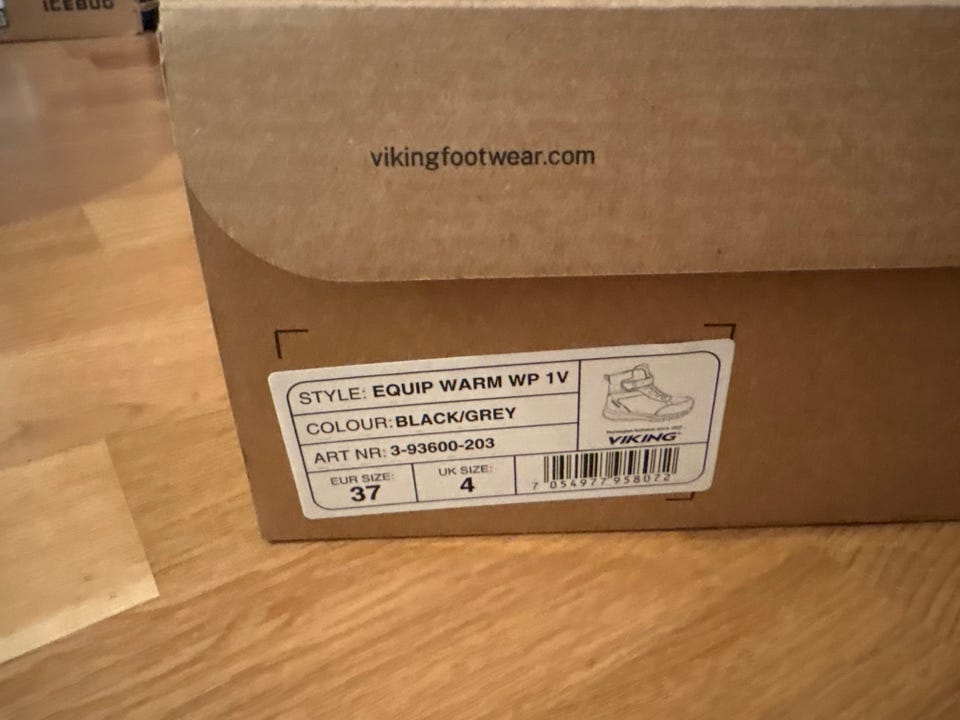 ICEBUG
vikingfootwear.com
STYLE: EQUIP WARM WP 1V
COLOUR: BLACK/GREY
ART NR: 3-93600-203
EUR SIZE:
37
UK SIZE:
4
VIKING
7 054977 958072